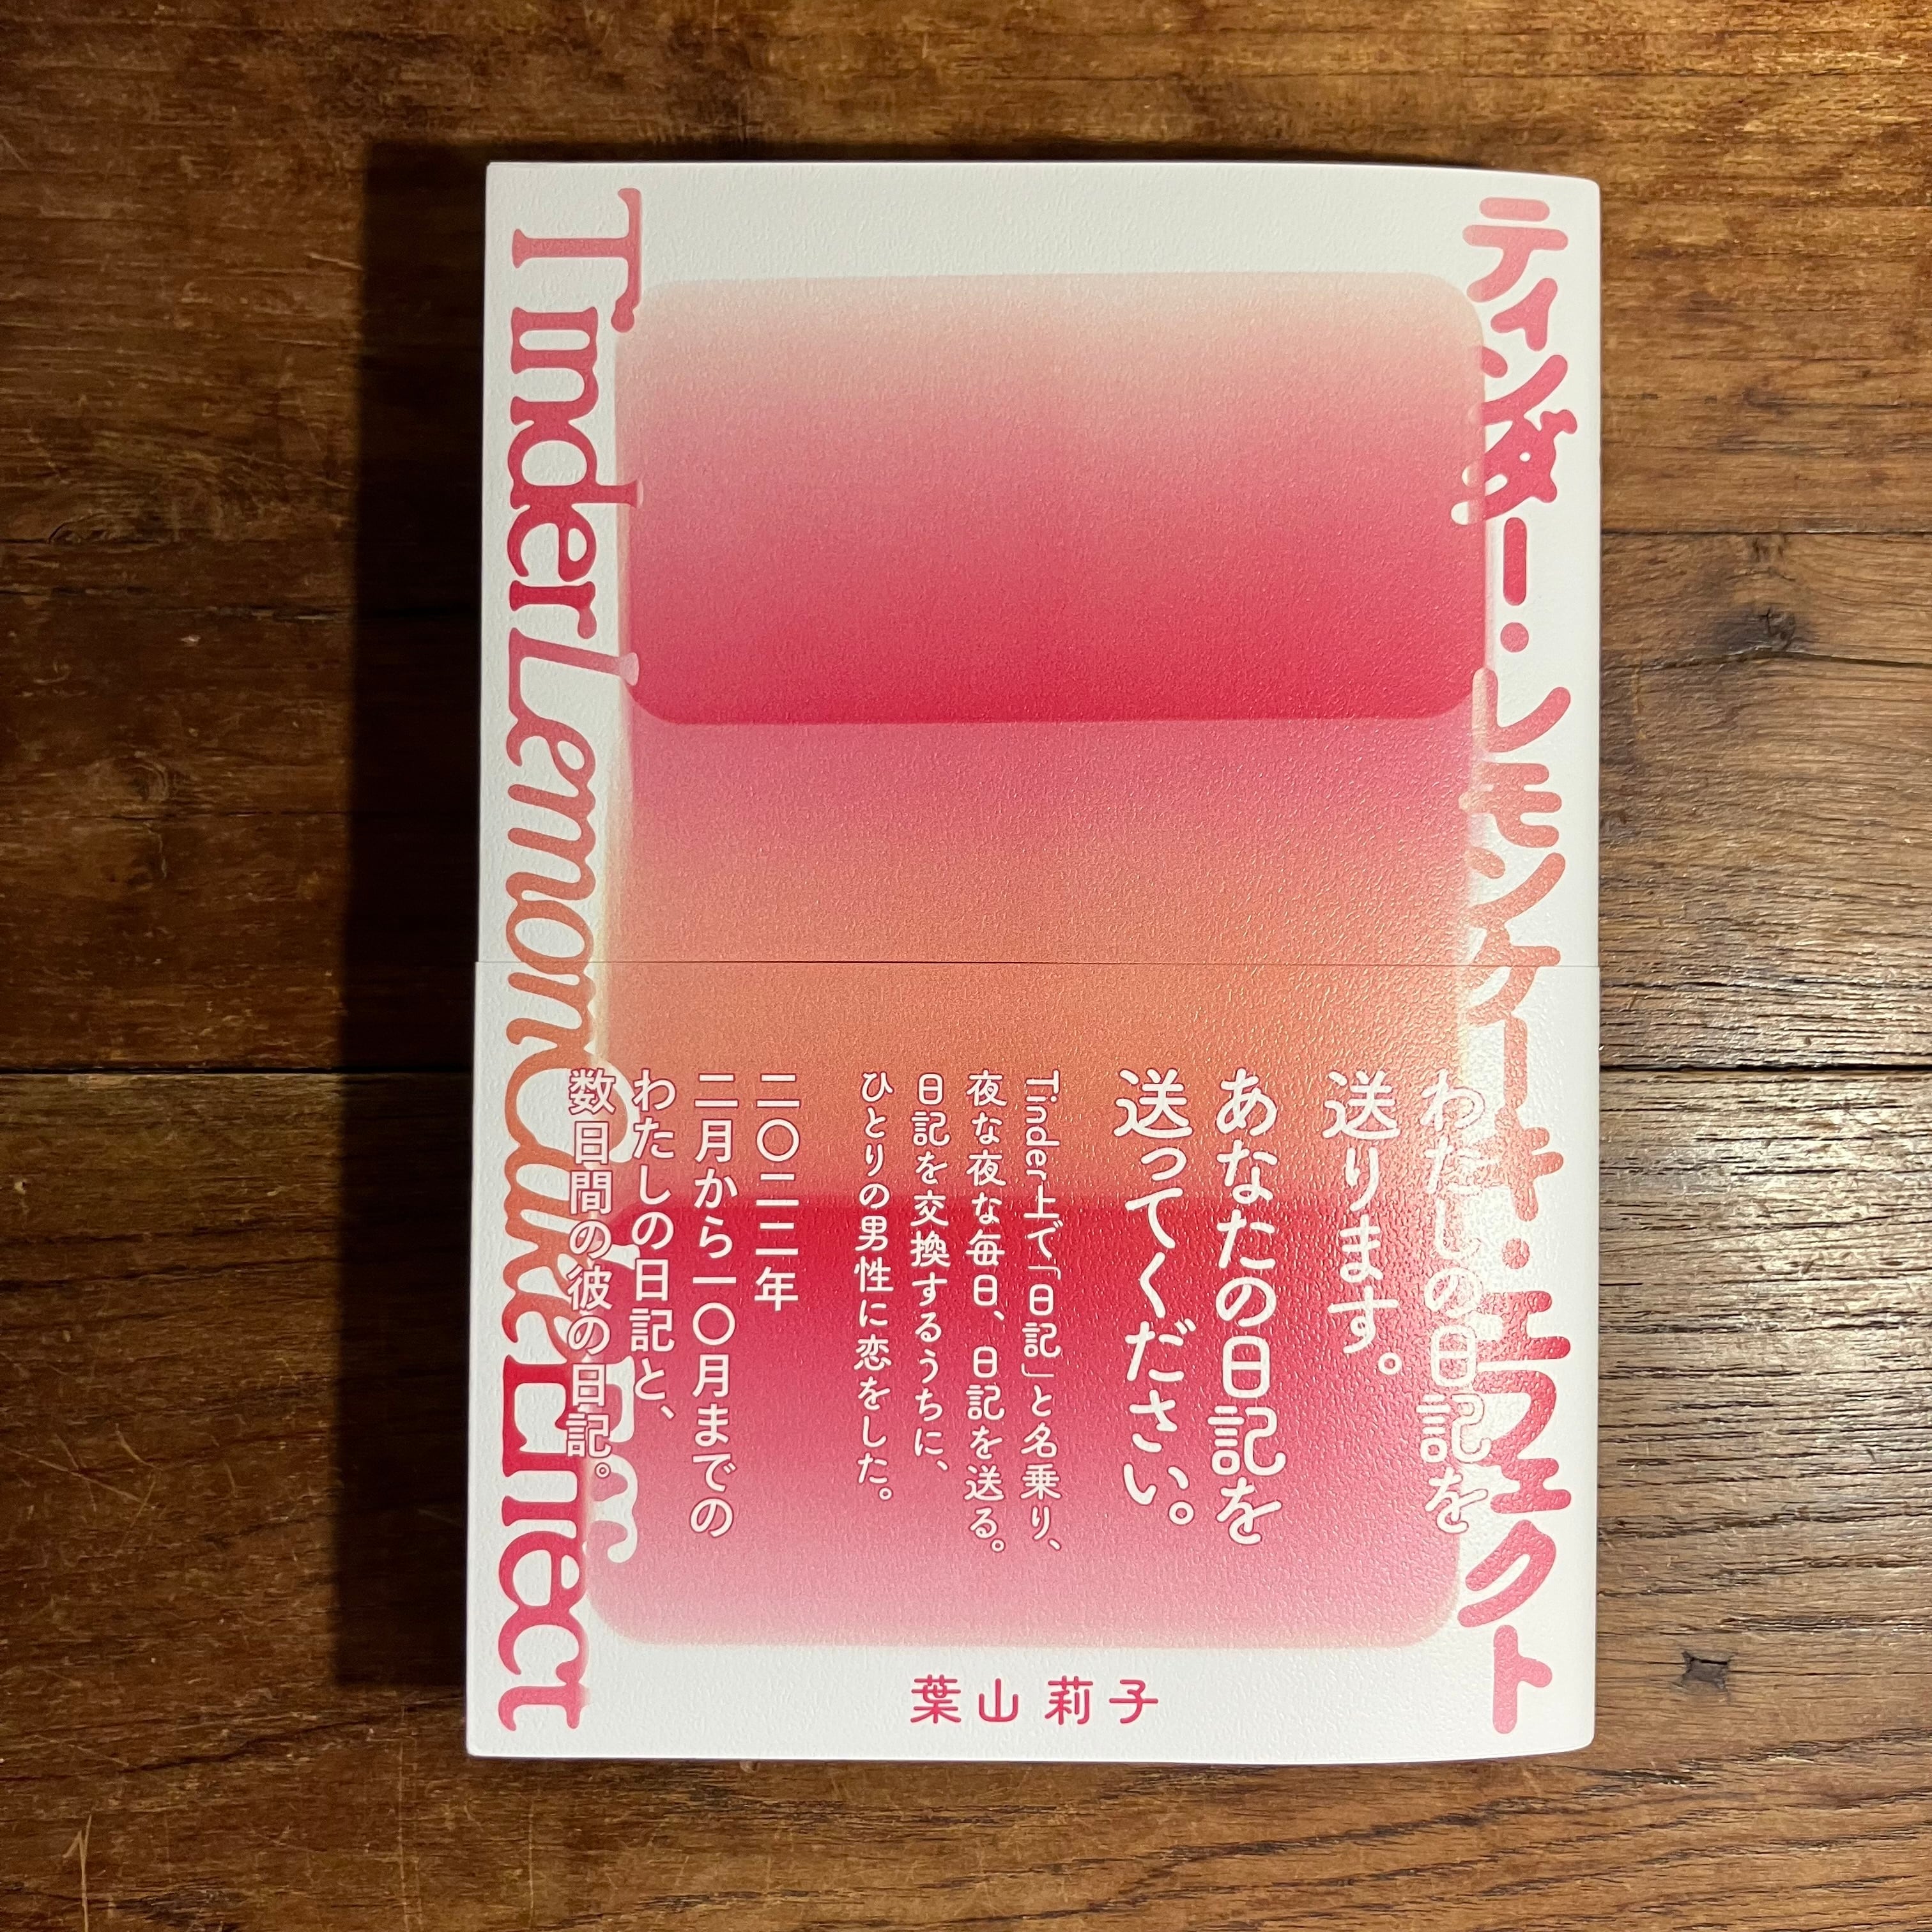 ティンダー・レモンケーキ・エフェクト
わたしの日記を
送ります。
あなたの日記を
送ってください。
Tinder上で「日記」と名乗り、
夜な夜な毎日、日記を送る。
日記を交換するうちに、
ひとりの男性に恋をした。
二〇二二年
二月から一〇月までの
わたしの日記と、
数日間の彼の日記。
Tinder Lemon Cake Effect
葉山莉子